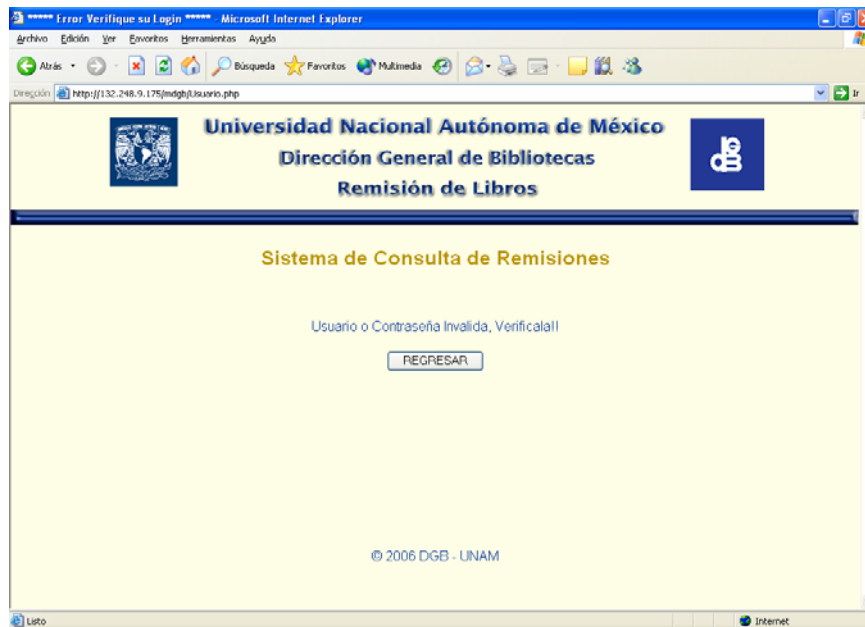 ***** Error Verifique su Login ***** - Microsoft Internet Explorer
Archivo Edición Ver Favoritos Herramientas Ayuda
Atrás Búsqueda Favoritos Multimedia
Dirección http://132.248.9.175/mdgb/Usuario.php Ir
Universidad Nacional Autónoma de México
Dirección General de Bibliotecas
Remisión de Libros
Sistema de Consulta de Remisiones
Usuario o Contraseña Invalida, Verificala!!
REGRESAR
© 2006 DGB - UNAM
Listo Internet